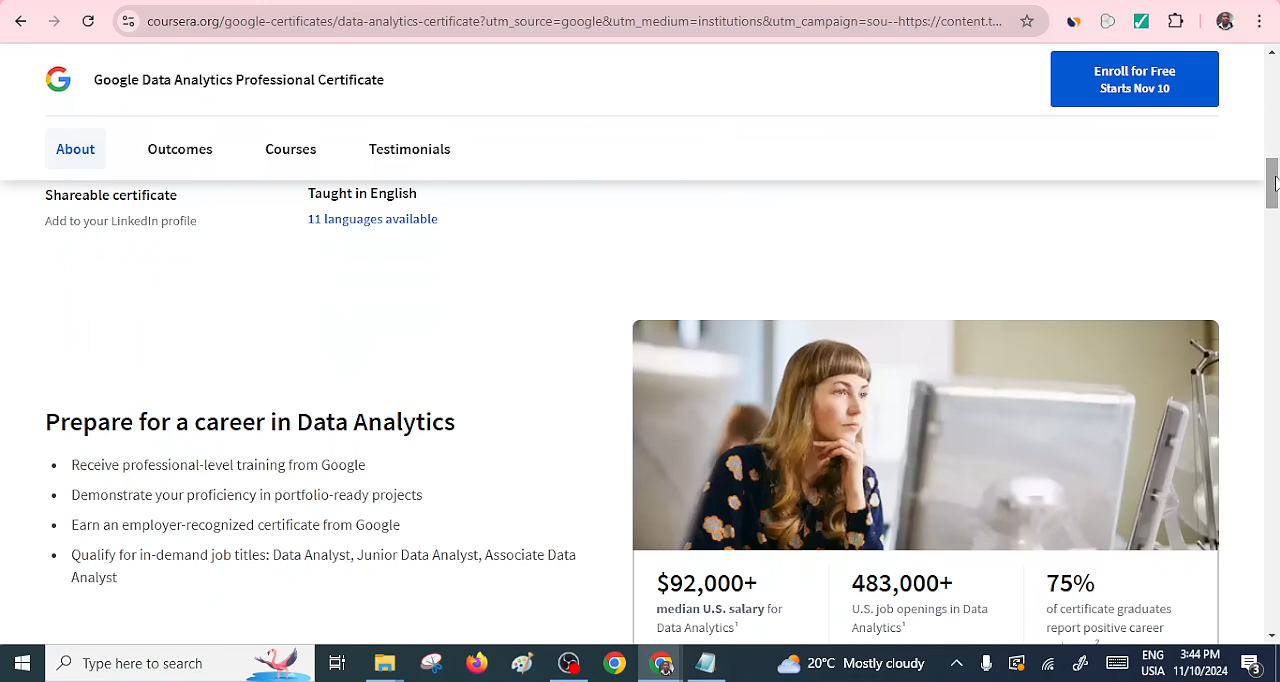 coursera.org/google-certificates/data-analytics-certificate?utm_source=google&utm_medium=institutions&utm_campaign=sou--https://content.t...
Google Data Analytics Professional Certificate
Enroll for Free
Starts Nov 10
About
Outcomes
Courses
Testimonials
Shareable certificate
Add to your LinkedIn profile
Taught in English
11 languages available
Prepare for a career in Data Analytics
• Receive professional-level training from Google
• Demonstrate your proficiency in portfolio-ready projects
• Earn an employer-recognized certificate from Google
• Qualify for in-demand job titles: Data Analyst, Junior Data Analyst, Associate Data
Analyst
$92,000+
median U.S. salary for
Data Analytics¹
483,000+
U.S. job openings in Data
Analytics¹
75%
of certificate graduates
report positive career
Type here to search
20°C Mostly cloudy
ENG
USIA
3:44 PM
11/10/2024
3